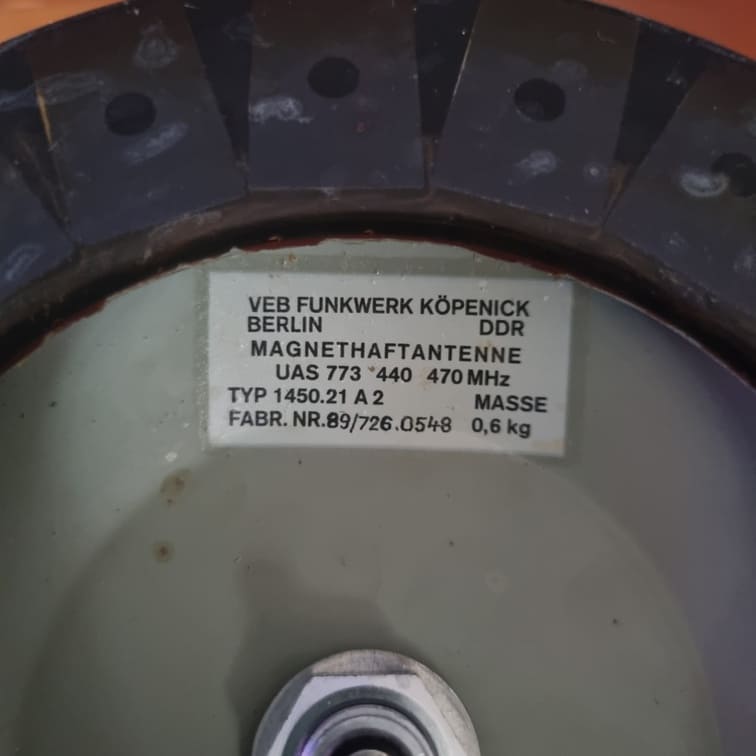 VEB FUNKWERK KÖPENICK
BERLIN DDR
MAGNETHAFTANTENNE
UAS 773 440 470 MHz
TYP 1450.21 A 2 MASSE
FABR. NR.89/726.0548 0,6 kg